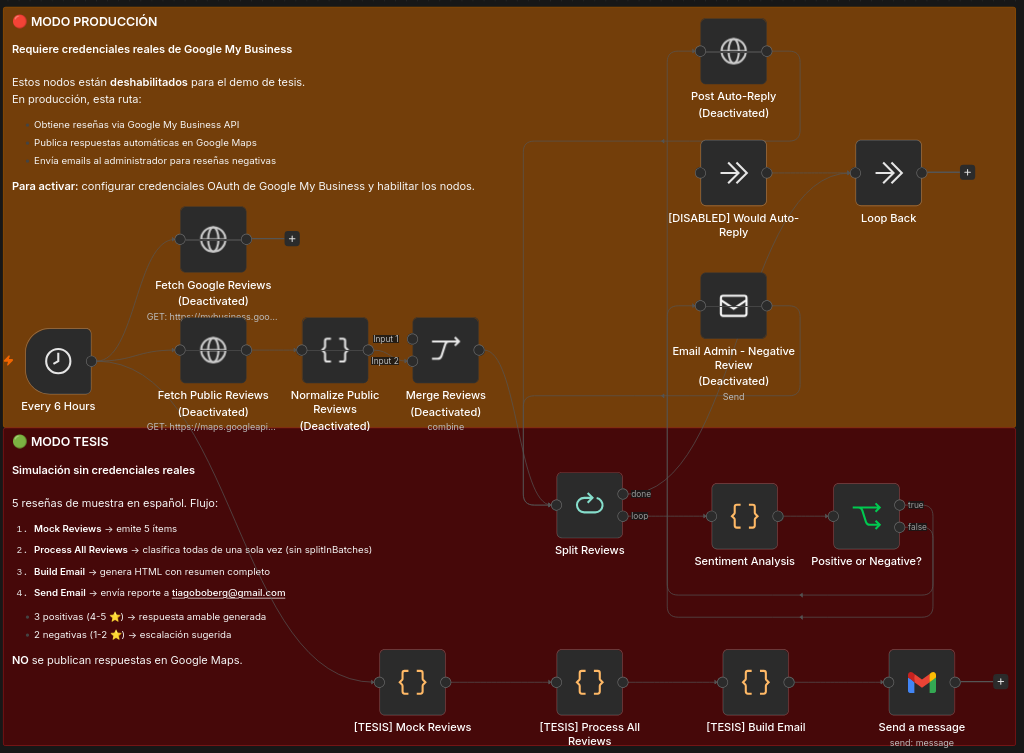 🔴 MODO PRODUCCIÓN
Requiere credenciales reales de Google My Business
Estos nodos están deshabilitados para el demo de tesis.
En producción, esta ruta:
Obtiene reseñas via Google My Business API
Publica respuestas automáticas en Google Maps
Envía emails al administrador para reseñas negativas
Para activar: configurar credenciales OAuth de Google My Business y habilitar los nodos.
Post Auto-Reply
(Deactivated)
[DISABLED] Would Auto-
Reply
Loop Back
Fetch Google Reviews
(Deactivated)
GET: https://mybusiness.goo...
Email Admin - Negative
Review
(Deactivated)
Send
Every 6 Hours
Fetch Public Reviews
(Deactivated)
GET: https://maps.googleapi...
Normalize Public
Reviews
(Deactivated)
Input 1
Input 2
Merge Reviews
(Deactivated)
combine
🟢 MODO TESIS
Simulación sin credenciales reales
5 reseñas de muestra en español. Flujo:
1. Mock Reviews → emite 5 ítems
2. Process All Reviews → clasifica todas de una sola vez (sin splitInBatches)
3. Build Email → genera HTML con resumen completo
4. Send Email → envía reporte a tiagoboberg@gmail.com
3 positivas (4-5 ⭐) → respuesta amable generada
2 negativas (1-2 ⭐) → escalación sugerida
NO se publican respuestas en Google Maps.
done
loop
Split Reviews
Sentiment Analysis
true
false
Positive or Negative?
[TESIS] Mock Reviews
[TESIS] Process All
Reviews
[TESIS] Build Email
Send a message
send: message